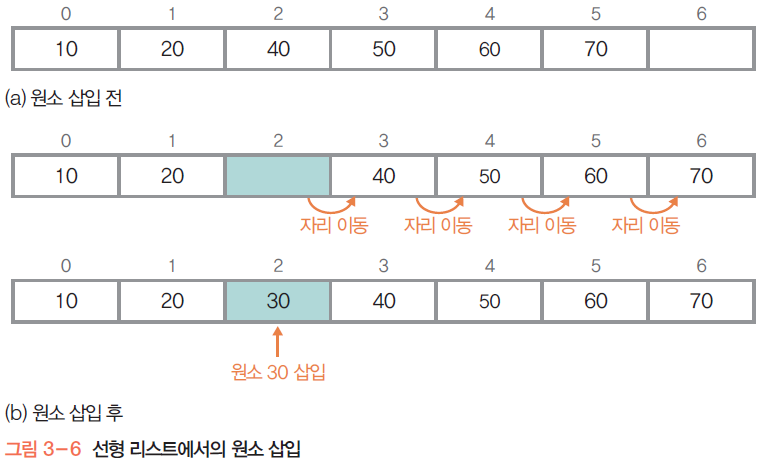 0 1 2 3 4 5 6
10 20 40 50 60 70
(a) 원소 삽입 전
0 1 2 3 4 5 6
10 20 40 50 60 70
자리 이동 자리 이동 자리 이동 자리 이동
0 1 2 3 4 5 6
10 20 30 40 50 60 70
원소 30 삽입
(b) 원소 삽입 후
그림 3-6 선형 리스트에서의 원소 삽입